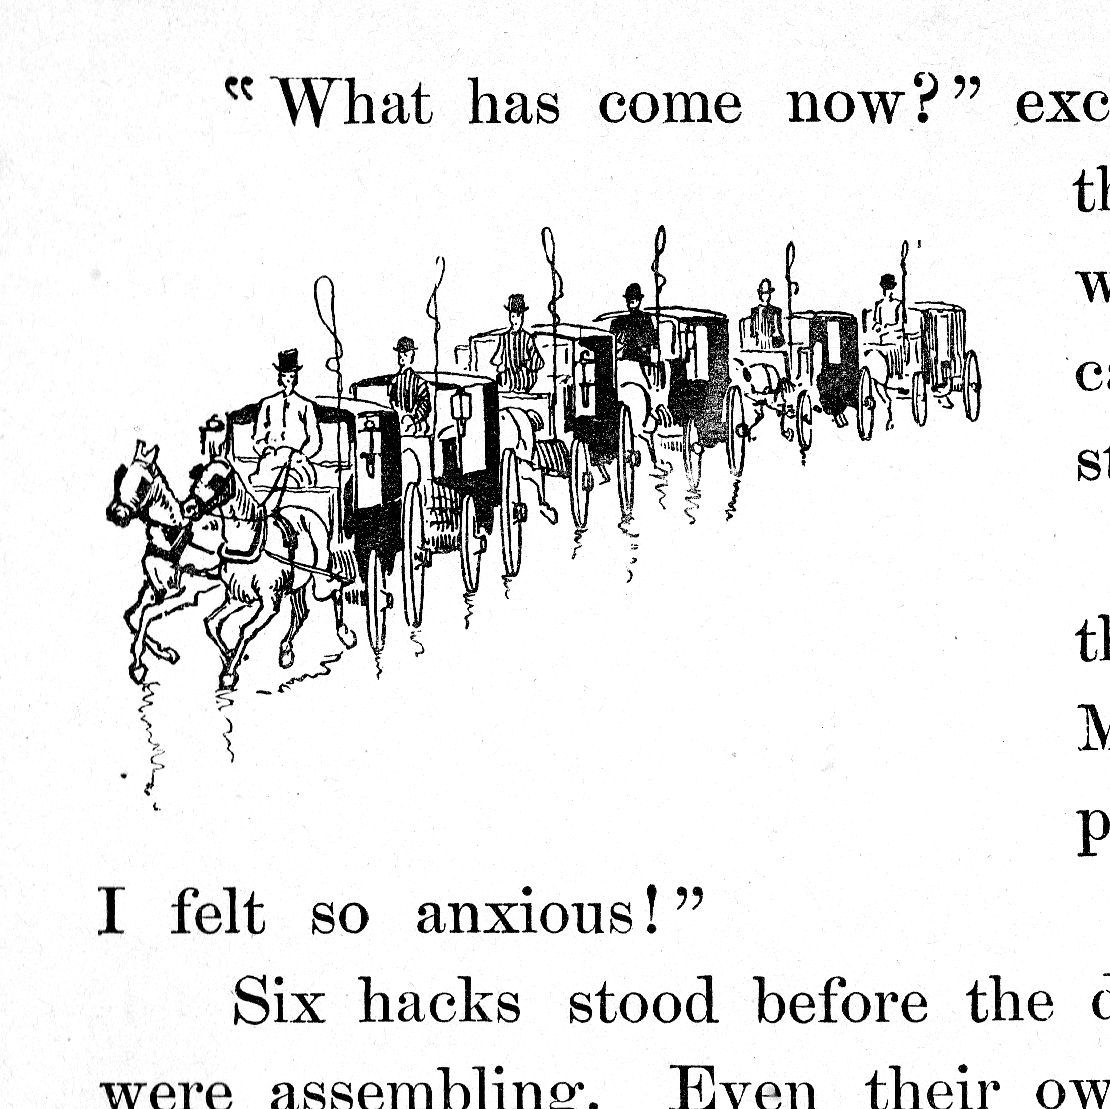 “What has come now?” exc
th
w
ca
st
th
M
p
I felt so anxious!”
Six hacks stood before the d
were assembling. Even their ow